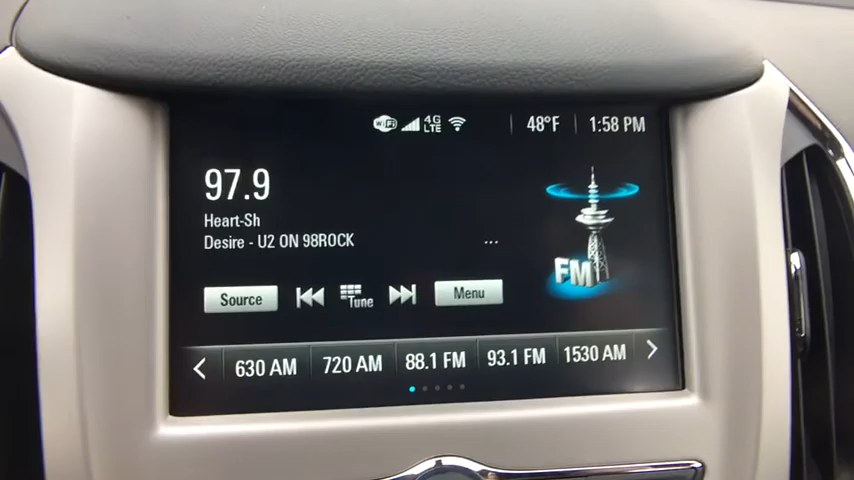 WiFi 4G LTE 48°F 1:58 PM
97.9
Heart-Sh
Desire - U2 ON 98ROCK
...
FM
Source Tune Menu
630 AM 720 AM 88.1 FM 93.1 FM 1530 AM